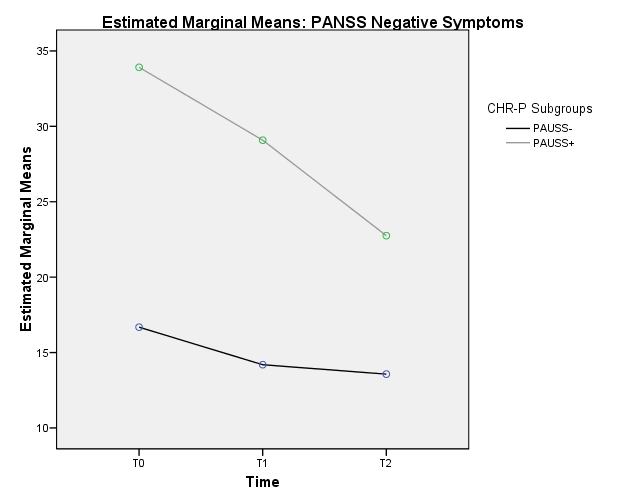 Estimated Marginal Means: PANSS Negative Symptoms
Estimated Marginal Means
35
30
25
20
15
10
T0
T1
T2
Time
CHR-P Subgroups
PAUSS-
PAUSS+